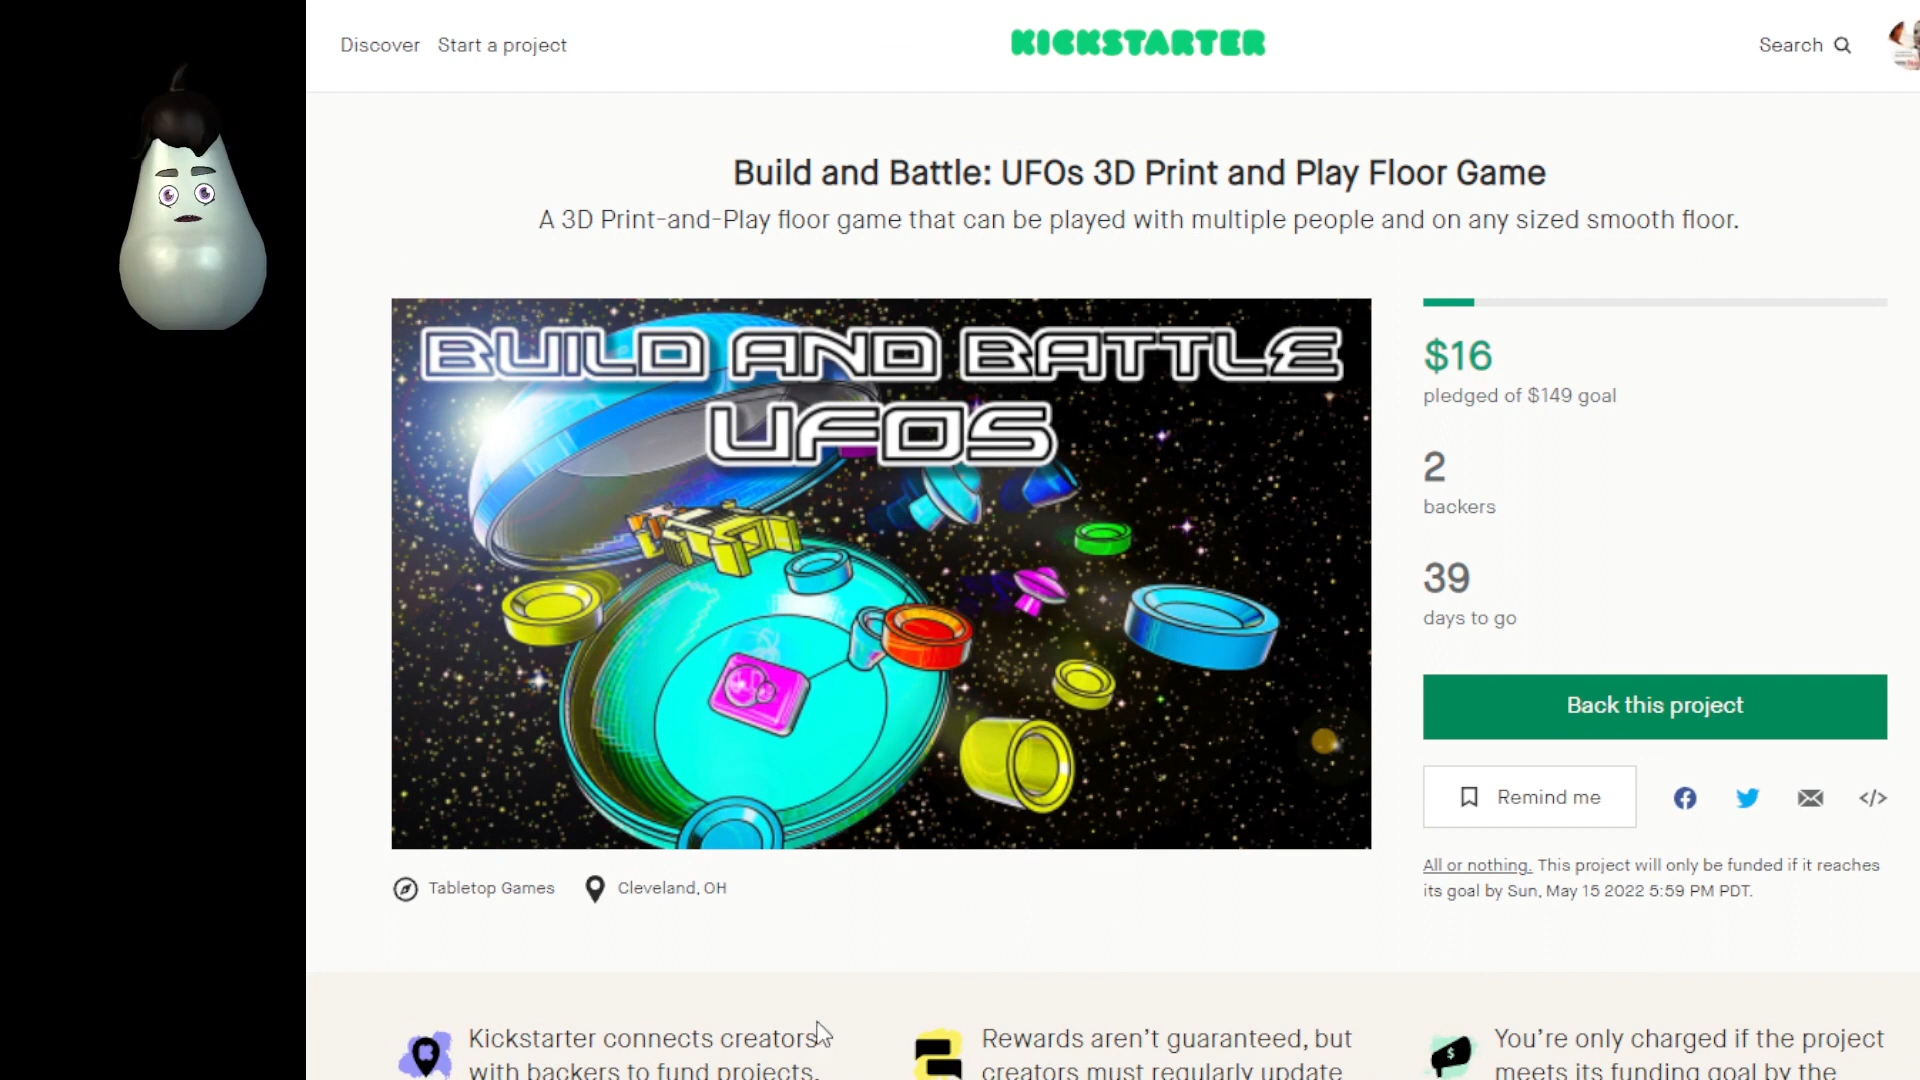 Discover Start a project
KICKSTARTER
Search
Build and Battle: UFOs 3D Print and Play Floor Game
A 3D Print-and-Play floor game that can be played with multiple people and on any sized smooth floor.
BUILD AND BATTLE
UFOS
$16
pledged of $149 goal
2
backers
39
days to go
Back this project
Remind me
All or nothing. This project will only be funded if it reaches
its goal by Sun, May 15 2022 5:59 PM PDT.
Tabletop Games Cleveland, OH
Kickstarter connects creators
with backers to fund projects.
Rewards aren't guaranteed, but
creators must regularly update
$
You're only charged if the project
meets its funding goal by the